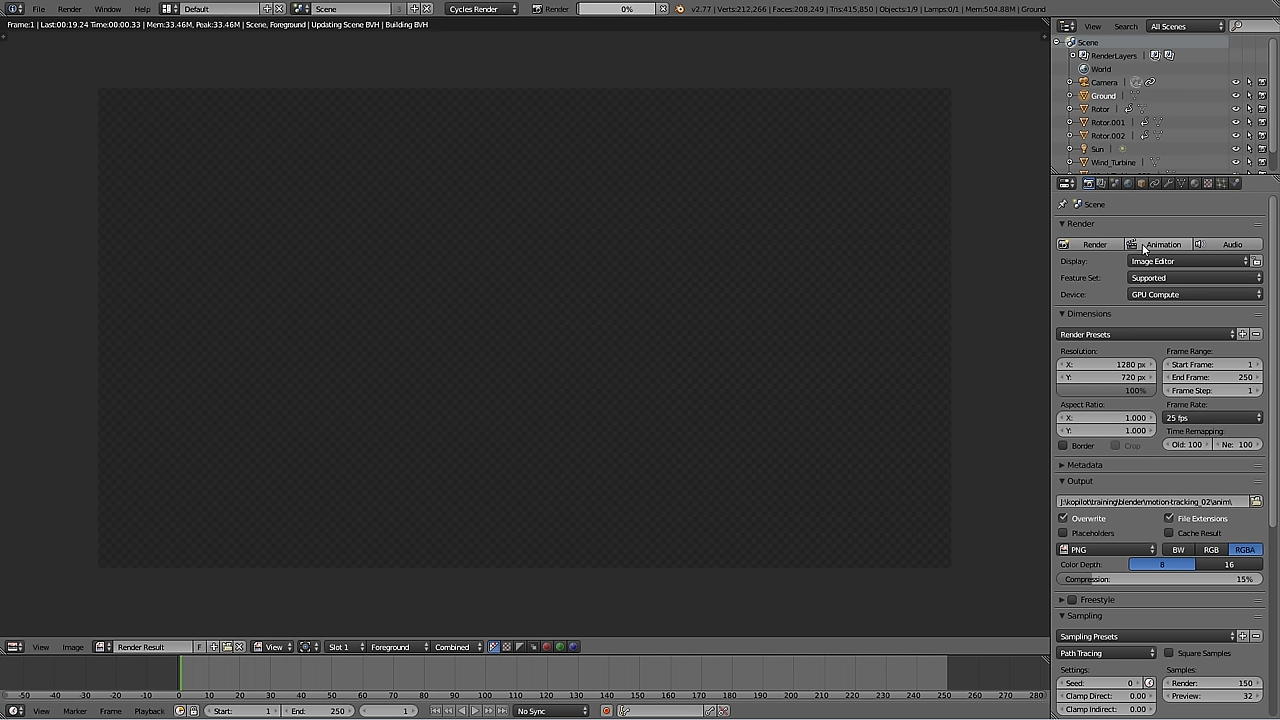 File Render Window Help Default Scene 3 Cycles Render Render 0% v2.77 | Verts:212,266 | Faces:208,249 | Tris:415,850 | Objects:1/9 | Lamps:0/1 | Mem:504.88M | Ground
Frame:1 | Last:00:19.24 Time:00:00.33 | Mem:33.46M, Peak:33.46M | Scene, Foreground | Updating Scene BVH | Building BVH
View Search All Scenes
Scene
RenderLayers
World
Camera
Ground
Rotor
Rotor.001
Rotor.002
Sun
Wind_Turbine
Scene
Render
Render Animation Audio
Display: Image Editor
Feature Set: Supported
Device: GPU Compute
Dimensions
Render Presets
Resolution: Frame Range:
X: 1280 px Start Frame: 1
Y: 720 px End Frame: 250
100% Frame Step: 1
Aspect Ratio: Frame Rate:
X: 1.000 25 fps
Y: 1.000 Time Remapping:
Border Crop Old: 100 Ne: 100
Metadata
Output
J:\kopilot\training\blender\motion-tracking_02\anim\
Overwrite File Extensions
Placeholders Cache Result
PNG BW RGB RGBA
Color Depth: 8 16
Compression: 15%
Freestyle
Sampling
Sampling Presets
Path Tracing Square Samples
Settings: Samples:
Seed: 0 Render: 150
Clamp Direct: 0.00 Preview: 32
Clamp Indirect: 0.00
View Image Render Result F View Slot 1 Foreground Combined
-50 -40 -30 -20 -10 0 10 20 30 40 50 60 70 80 90 100 110 120 130 140 150 160 170 180 190 200 210 220 230 240 250 260 270 280
View Marker Frame Playback Start: 1 End: 250 1 No Sync